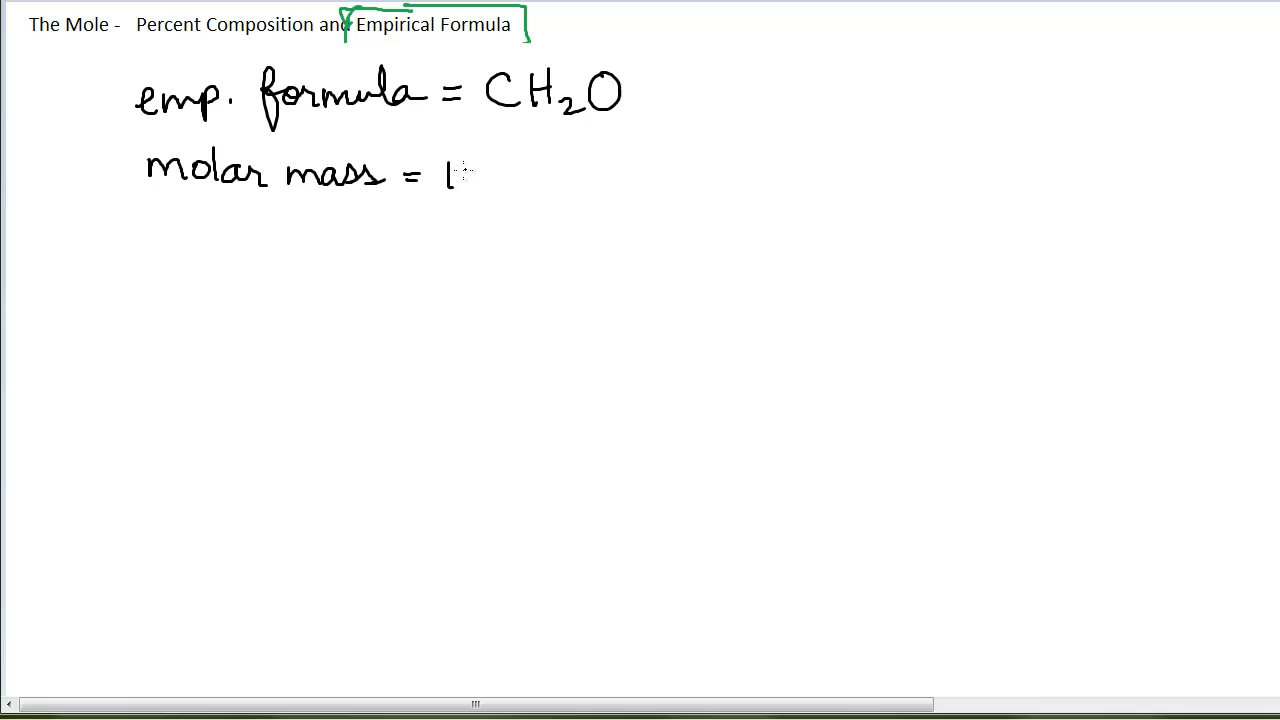 The Mole - Percent Composition and Empirical Formula
emp. formula = CH₂O
molar mass = 1